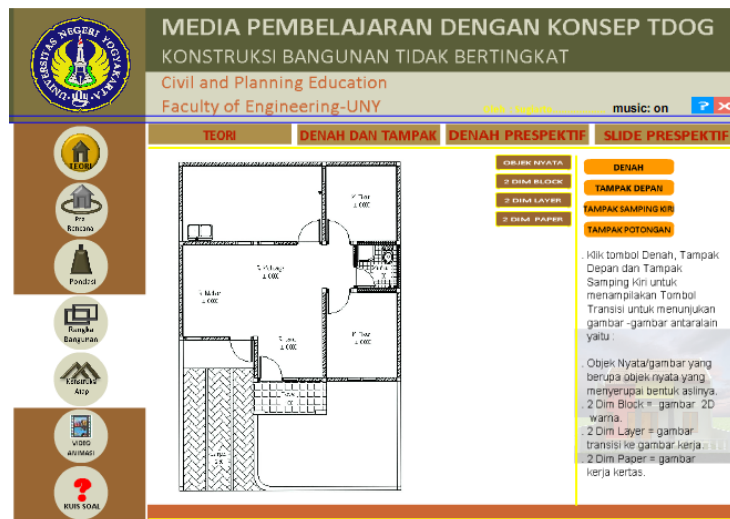 MEDIA PEMBELAJARAN DENGAN KONSEP TDOG
KONSTRUKSI BANGUNAN TIDAK BERTINGKAT
Civil and Planning Education
Faculty of Engineering-UNY
music: on
UNIVERSITAS NEGERI YOGYAKARTA
TEORI
DENAH DAN TAMPAK
DENAH PRESPEKTIF
SLIDE PRESPEKTIF
TEORI
Pra
Rencana
Pondasi
Rangka
Bangunan
Konstruksi
Atap
VIDEO
ANIMASI
KUIS SOAL
OBJEK NYATA
2 DIM BLOCK
2 DIM LAYER
2 DIM PAPER
DENAH
TAMPAK DEPAN
TAMPAK SAMPING KIRI
TAMPAK POTONGAN
. Klik tombol Denah, Tampak
Depan dan Tampak
Samping Kiri untuk
menampilakan Tombol
Transisi untuk menunjukan
gambar -gambar antaralain
yaitu :
. Objek Nyata/gambar yang
berupa objek nyata yang
menyerupai bentuk aslinya.
. 2 Dim Block = gambar 2D
warna.
. 2 Dim Layer = gambar
transisi ke gambar kerja.
. 2 Dim Paper = gambar
kerja kertas.